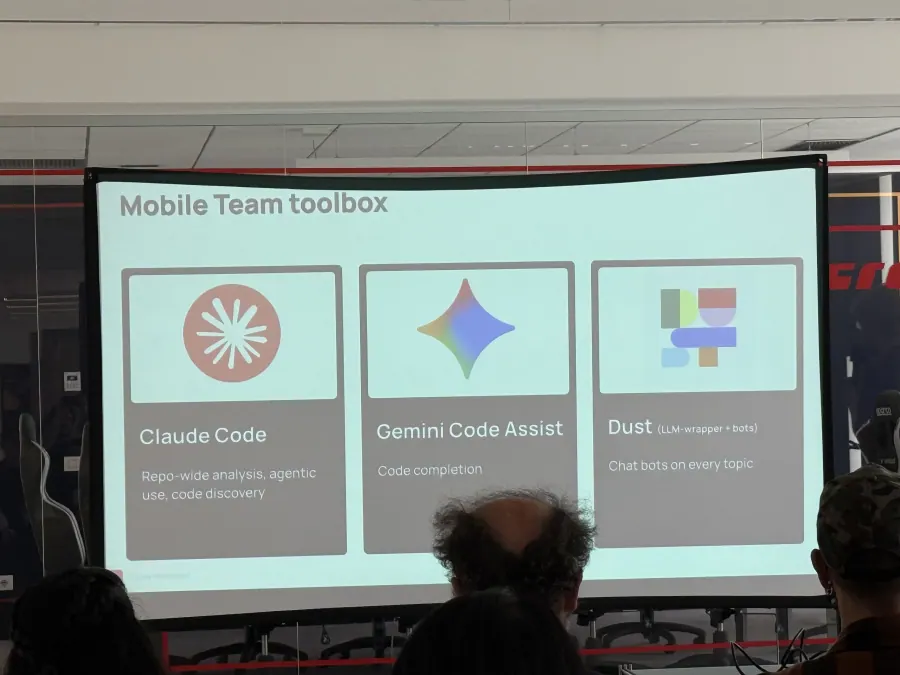 Mobile Team toolbox
Claude Code
Repo-wide analysis, agentic
use, code discovery
Gemini Code Assist
Code completion
Dust (LLM-wrapper + bots)
Chat bots on every topic